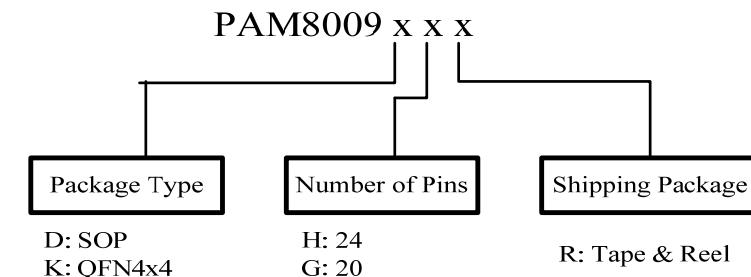 PAM8009 x x x
Package Type
Number of Pins
Shipping Package
D: SOP
K: QFN4x4
H: 24
G: 20
R: Tape & Reel